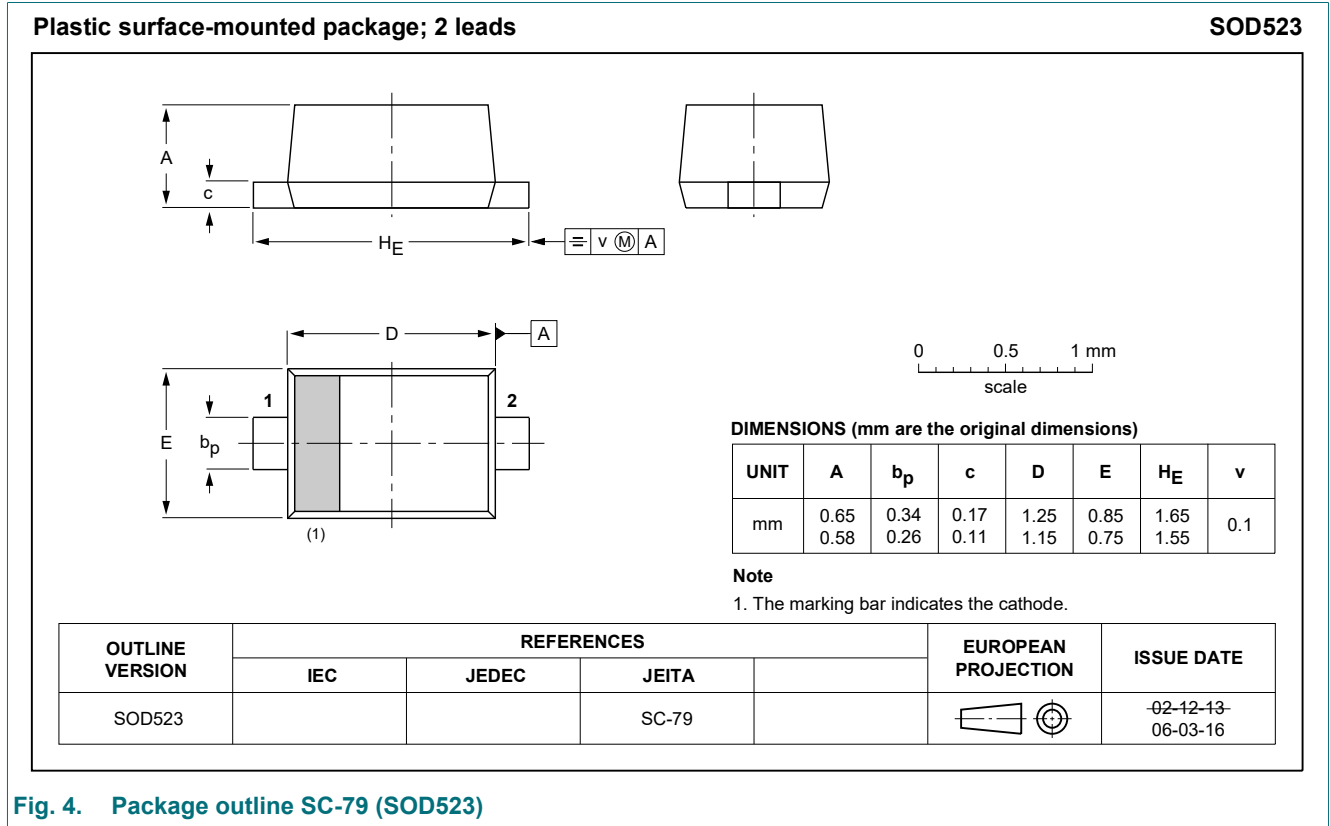 Plastic surface-mounted package; 2 leads SOD523
A
c
HE
v M A
D A
1 2
E bp
(1)
0 0.5 1 mm
scale
DIMENSIONS (mm are the original dimensions)
UNIT A bp c D E HE v
mm 0.65 0.34 0.17 1.25 0.85 1.65 0.1
0.58 0.26 0.11 1.15 0.75 1.55
Note
1. The marking bar indicates the cathode.
OUTLINE VERSION REFERENCES EUROPEAN PROJECTION ISSUE DATE
IEC JEDEC JEITA
SOD523 SC-79 02-12-13
06-03-16
Fig. 4. Package outline SC-79 (SOD523)